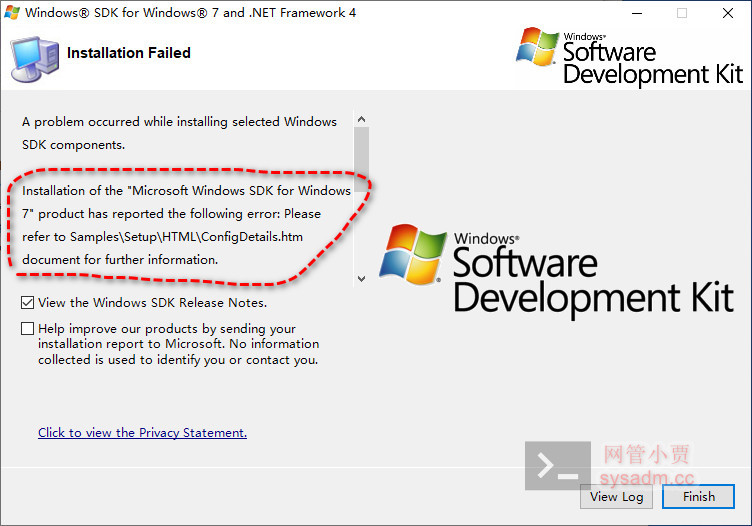 Windows® SDK for Windows® 7 and .NET Framework 4
Installation Failed
Windows®
Software
Development Kit
A problem occurred while installing selected Windows
SDK components.
Installation of the "Microsoft Windows SDK for Windows
7" product has reported the following error: Please
refer to Samples\Setup\HTML\ConfigDetails.htm
document for further information.
Windows®
Software
Development Kit
View the Windows SDK Release Notes.
Help improve our products by sending your
installation report to Microsoft. No information
collected is used to identify you or contact you.
Click to view the Privacy Statement.
网管小贾
sysadm.cc
View Log
Finish